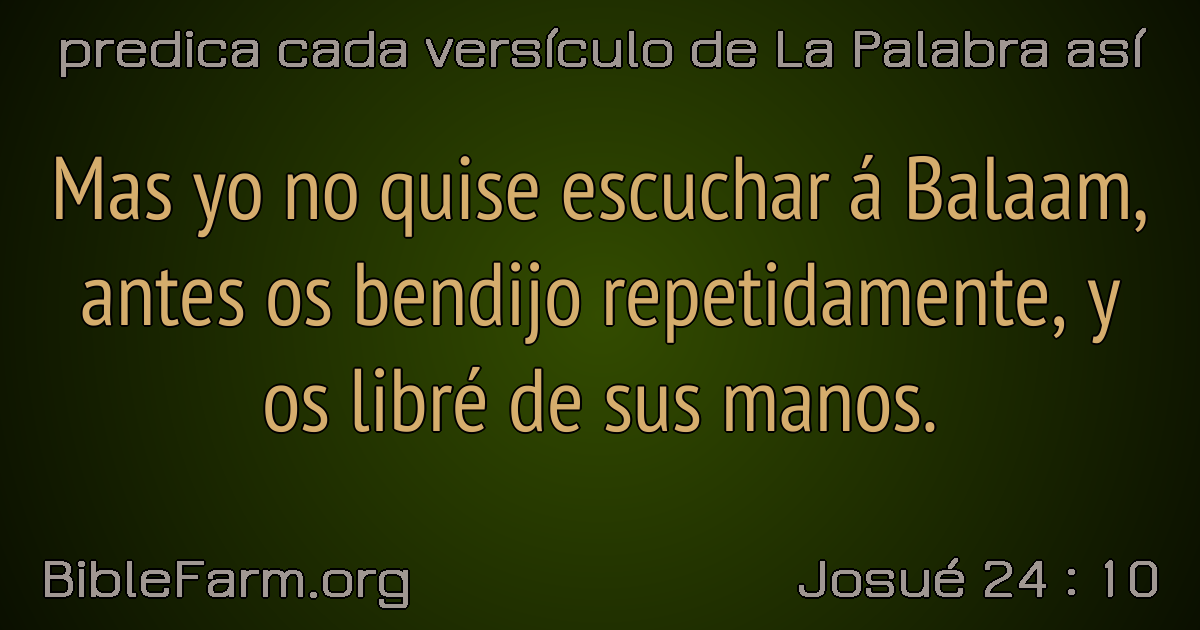 predica cada versículo de La Palabra así
Mas yo no quise escuchar á Balaam,
antes os bendijo repetidamente, y
os libré de sus manos.
BibleFarm.org
Josué 24 : 10